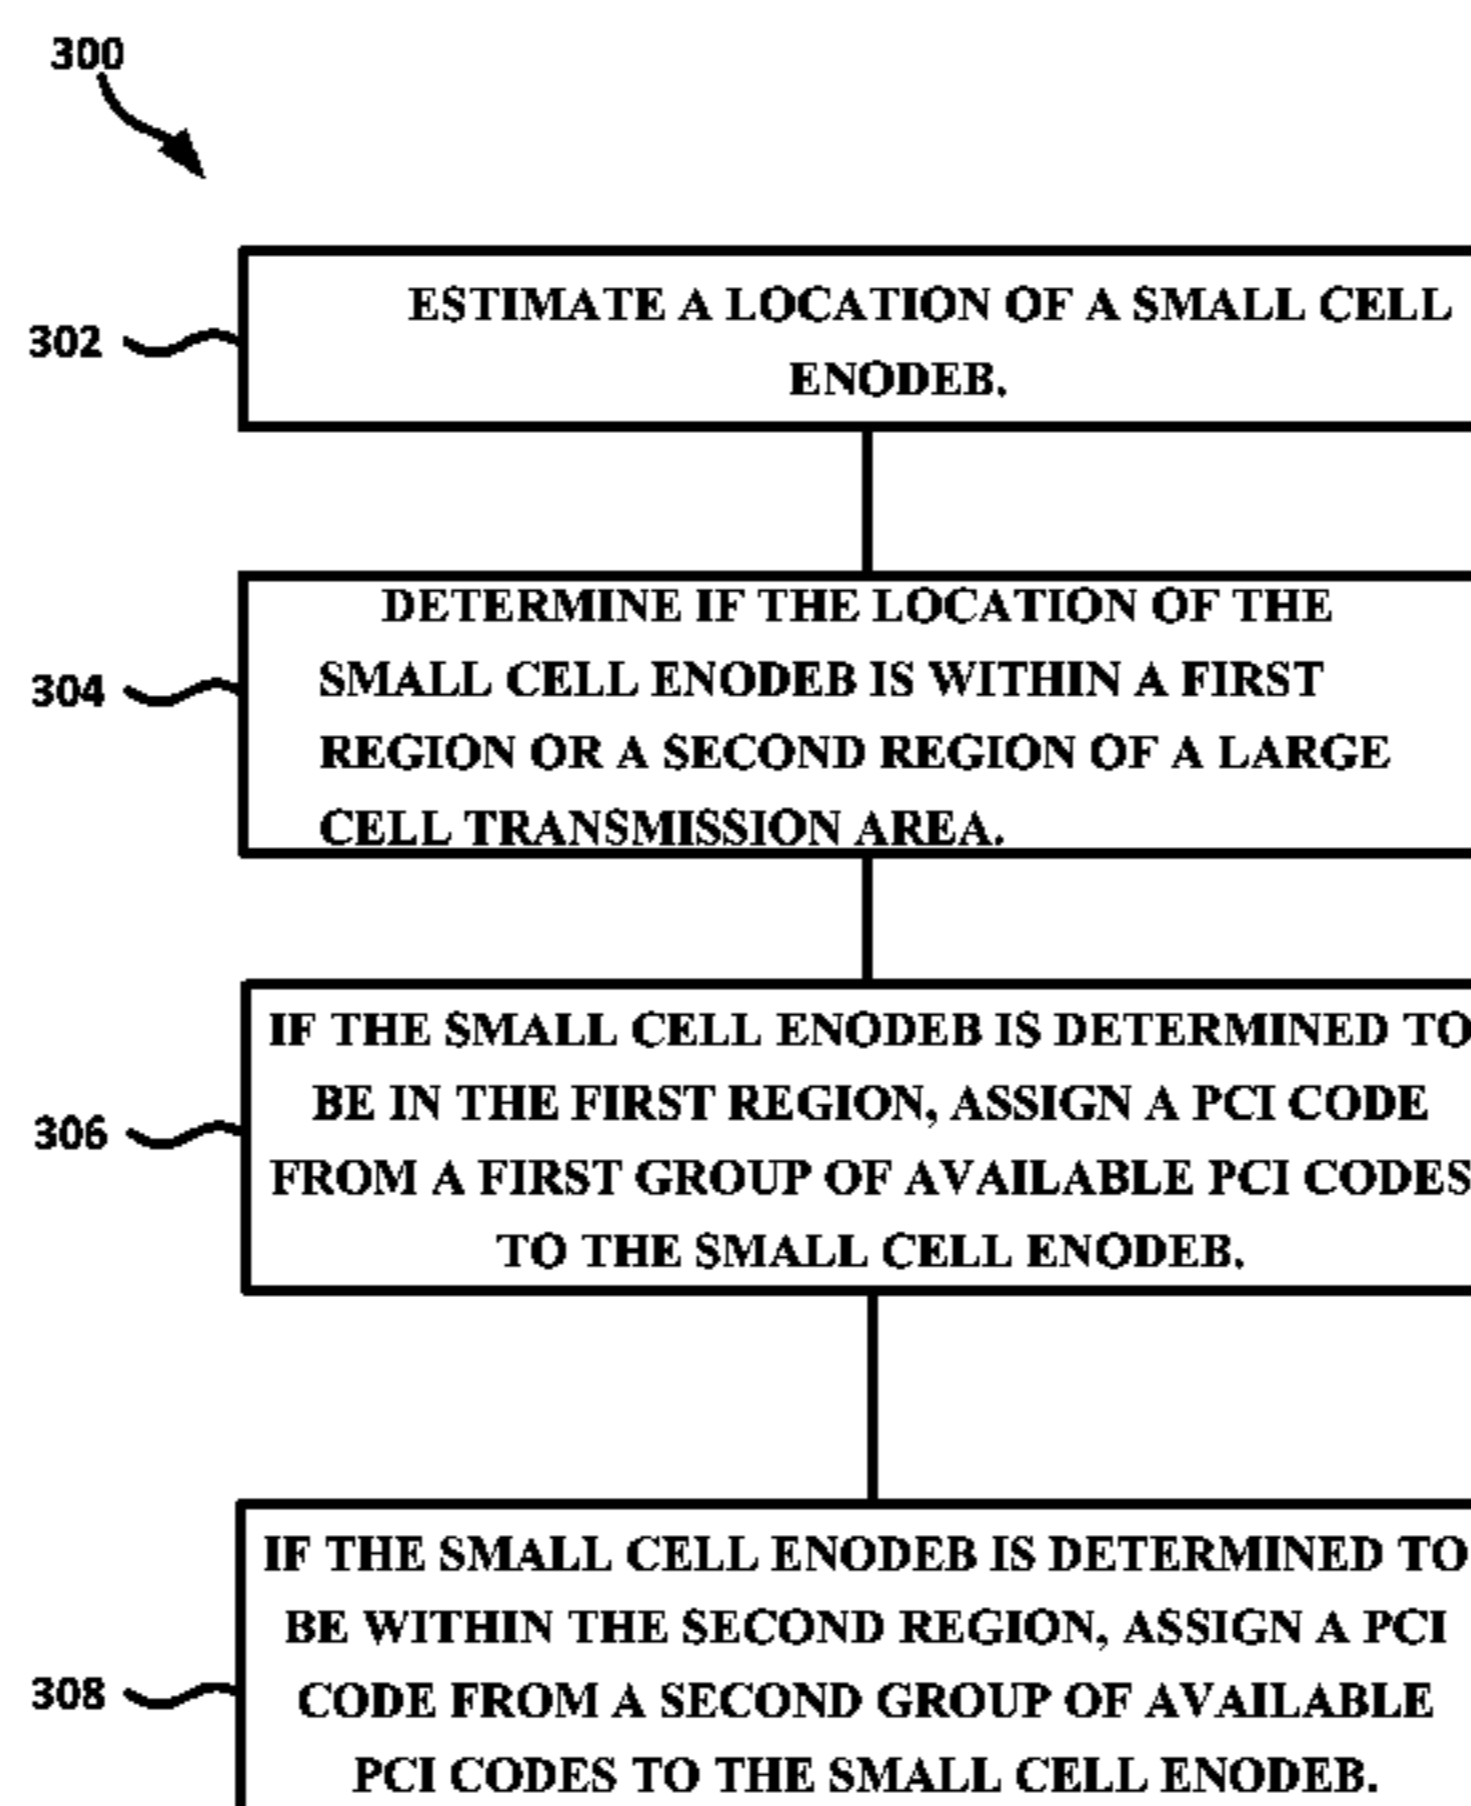 300
302
ESTIMATE A LOCATION OF A SMALL CELL
ENODEB.
304
DETERMINE IF THE LOCATION OF THE
SMALL CELL ENODEB IS WITHIN A FIRST
REGION OR A SECOND REGION OF A LARGE
CELL TRANSMISSION AREA.
306
IF THE SMALL CELL ENODEB IS DETERMINED TO
BE IN THE FIRST REGION, ASSIGN A PCI CODE
FROM A FIRST GROUP OF AVAILABLE PCI CODES
TO THE SMALL CELL ENODEB.
308
IF THE SMALL CELL ENODEB IS DETERMINED TO
BE WITHIN THE SECOND REGION, ASSIGN A PCI
CODE FROM A SECOND GROUP OF AVAILABLE
PCI CODES TO THE SMALL CELL ENODEB.